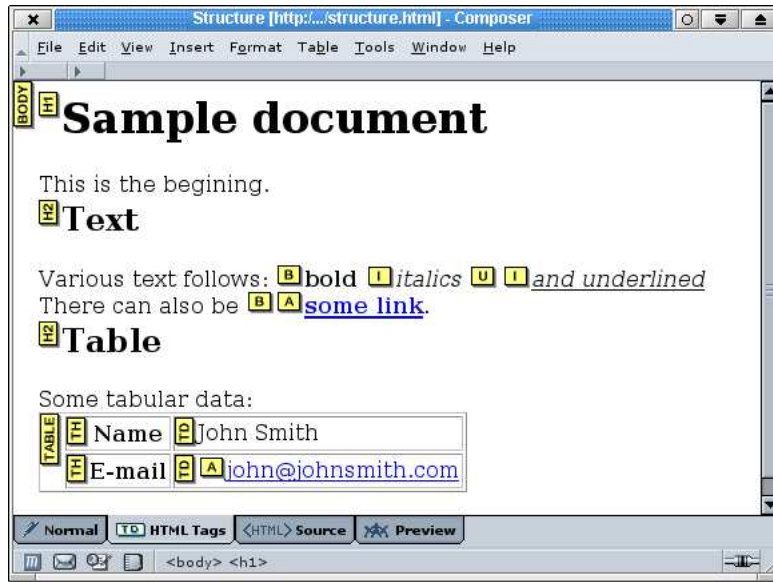 Structure [http:/.../structure.html] - Composer
File Edit View Insert Format Table Tools Window Help
BODY H1 Sample document
This is the begining.
H2 Text
Various text follows: B bold I italics U I and underlined
There can also be B A some link.
H2 Table
Some tabular data:
TABLE TH Name TD John Smith
TH E-mail TD A john@johnsmith.com
Normal TD HTML Tags <HTML> Source Preview
<body> <h1>